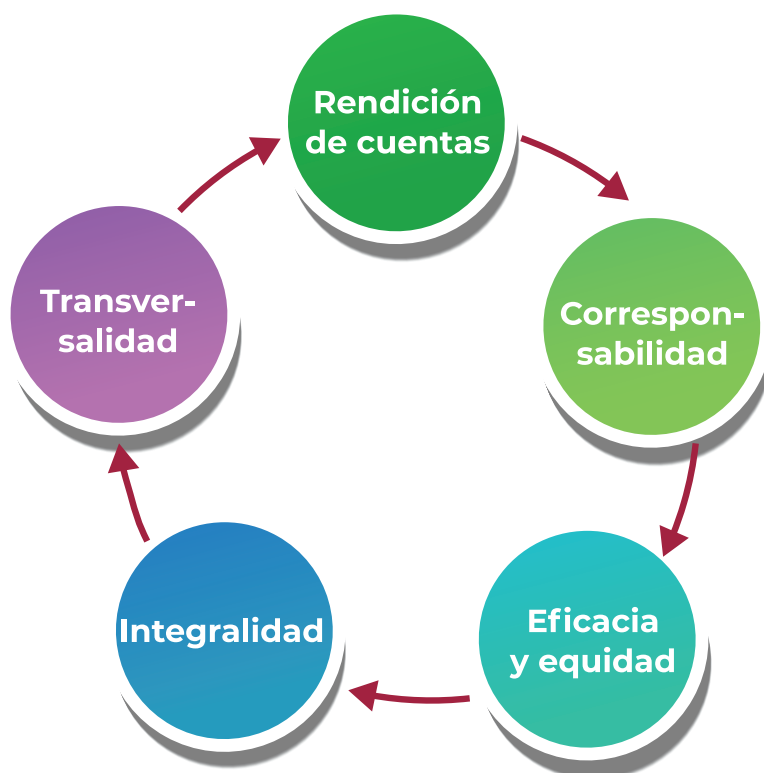 Rendición
de cuentas
Correspon-
sabilidad
Eficacia
y equidad
Integralidad
Transver-
salidad